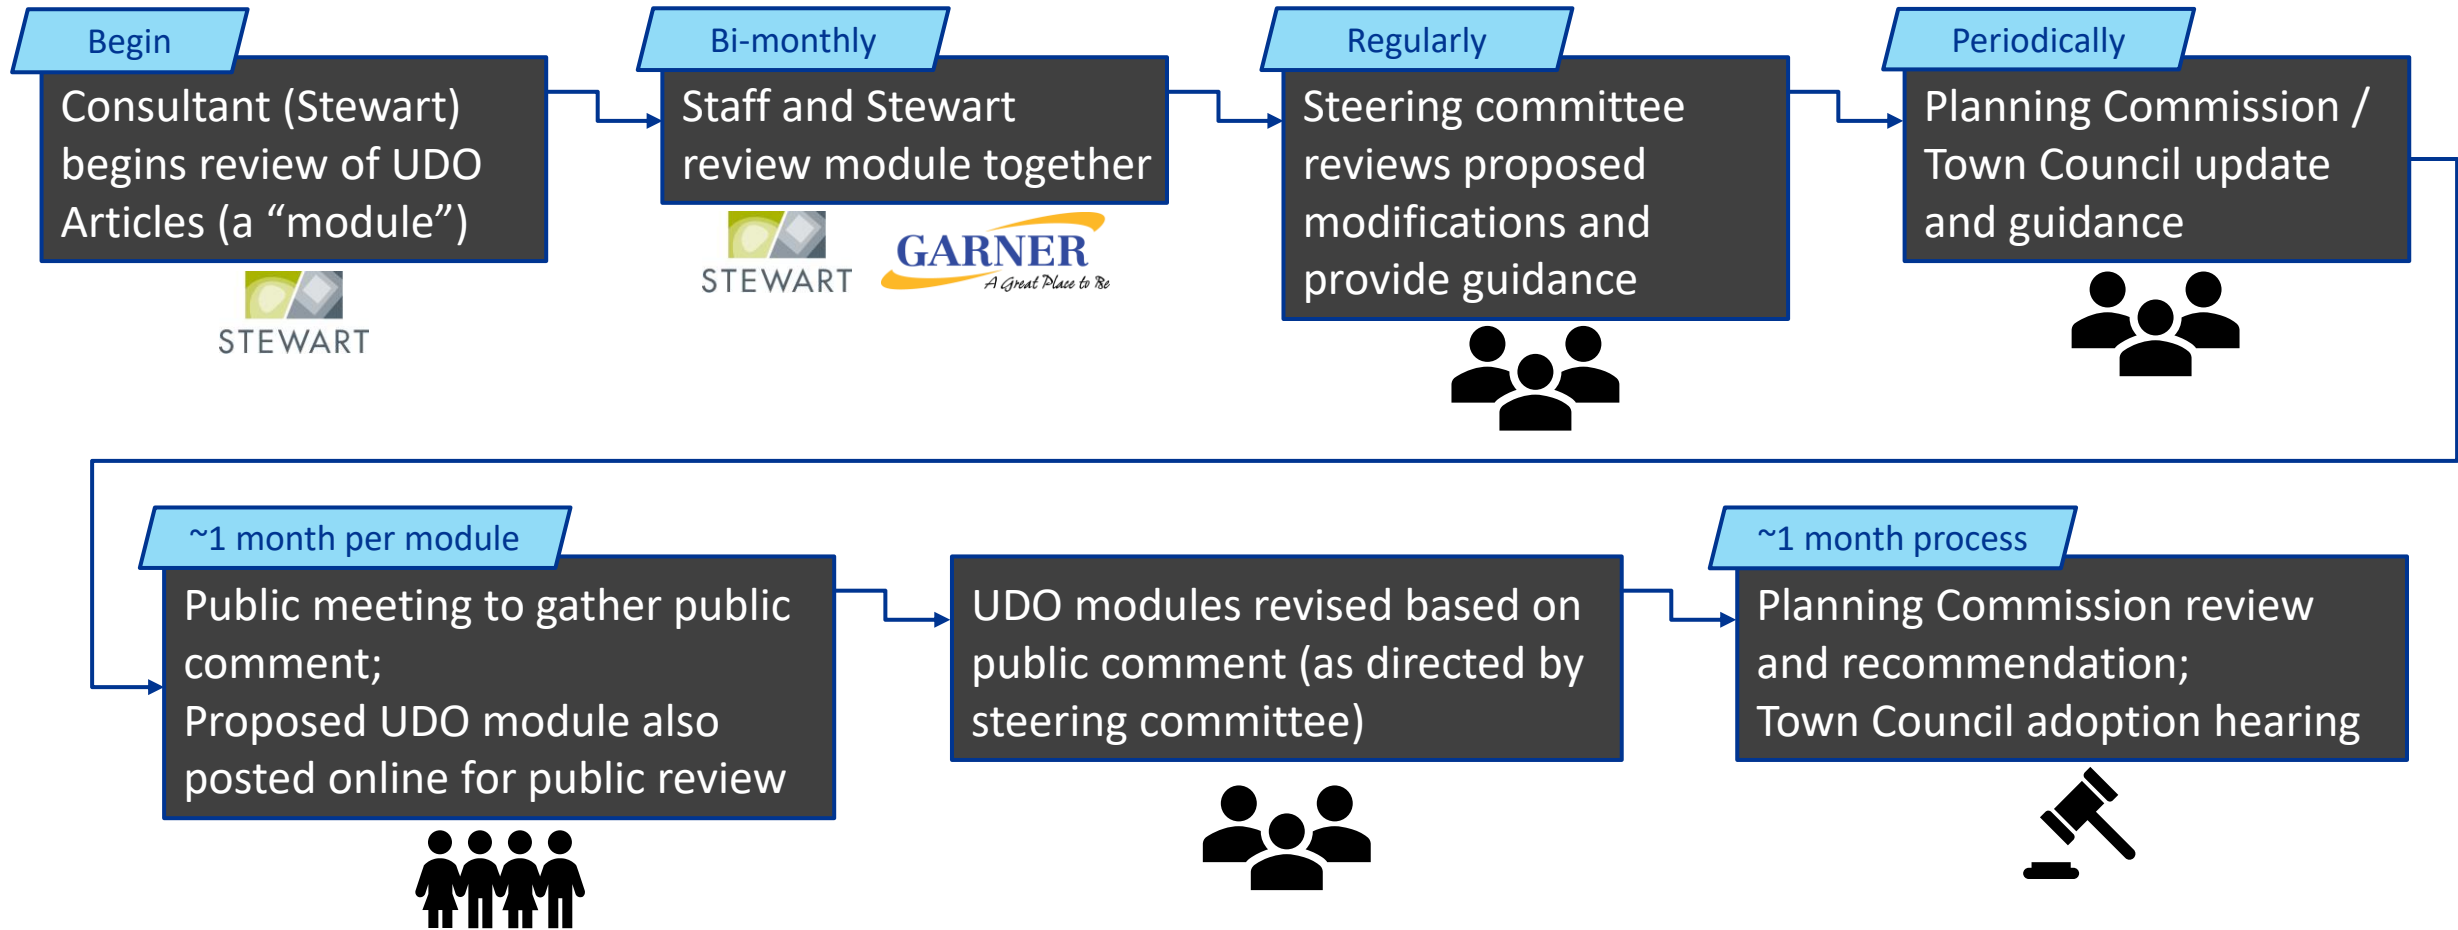 Begin
Consultant (Stewart)
begins review of UDO
Articles (a “module”)
STEWART
Bi-monthly
Staff and Stewart
review module together
STEWART
GARNER
A Great Place to Be
Regularly
Steering committee
reviews proposed
modifications and
provide guidance
Periodically
Planning Commission /
Town Council update
and guidance
~1 month per module
Public meeting to gather public
comment;
Proposed UDO module also
posted online for public review
UDO modules revised based on
public comment (as directed by
steering committee)
~1 month process
Planning Commission review
and recommendation;
Town Council adoption hearing